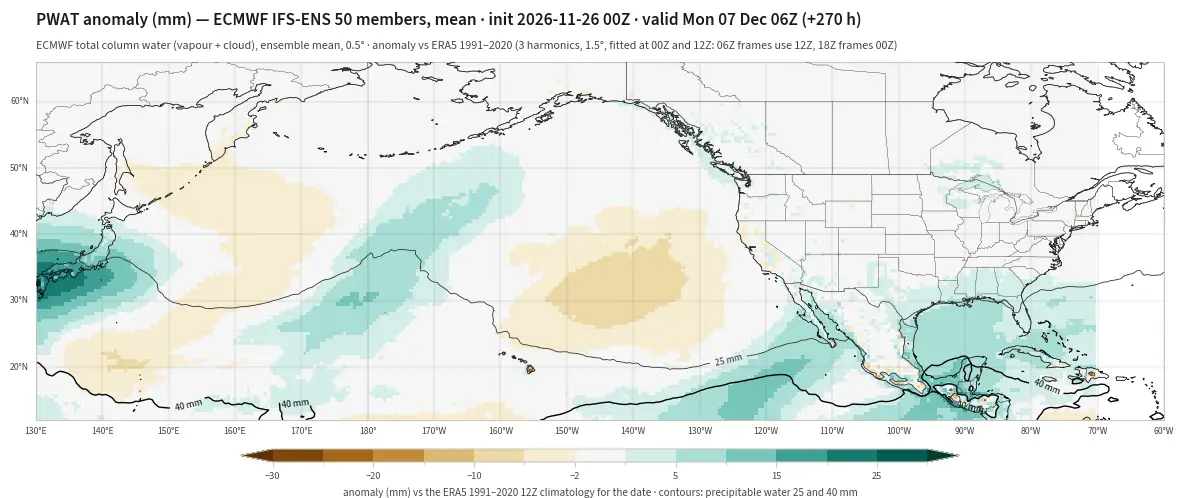 PWAT anomaly (mm) — ECMWF IFS-ENS 50 members, mean · init 2026-11-26 00Z · valid Mon 07 Dec 06Z (+270 h)
ECMWF total column water (vapour + cloud), ensemble mean, 0.5° · anomaly vs ERA5 1991–2020 (3 harmonics, 1.5°, fitted at 00Z and 12Z: 06Z frames use 12Z, 18Z frames 00Z)
60°N
50°N
40°N
30°N
20°N
25 mm
40 mm
40 mm
40 mm
130°E 140°E 150°E 160°E 170°E 180° 170°W 160°W 150°W 140°W 130°W 120°W 110°W 100°W 90°W 80°W 70°W 60°W
−30 −20 −10 −2 5 15 25
anomaly (mm) vs the ERA5 1991–2020 12Z climatology for the date · contours: precipitable water 25 and 40 mm